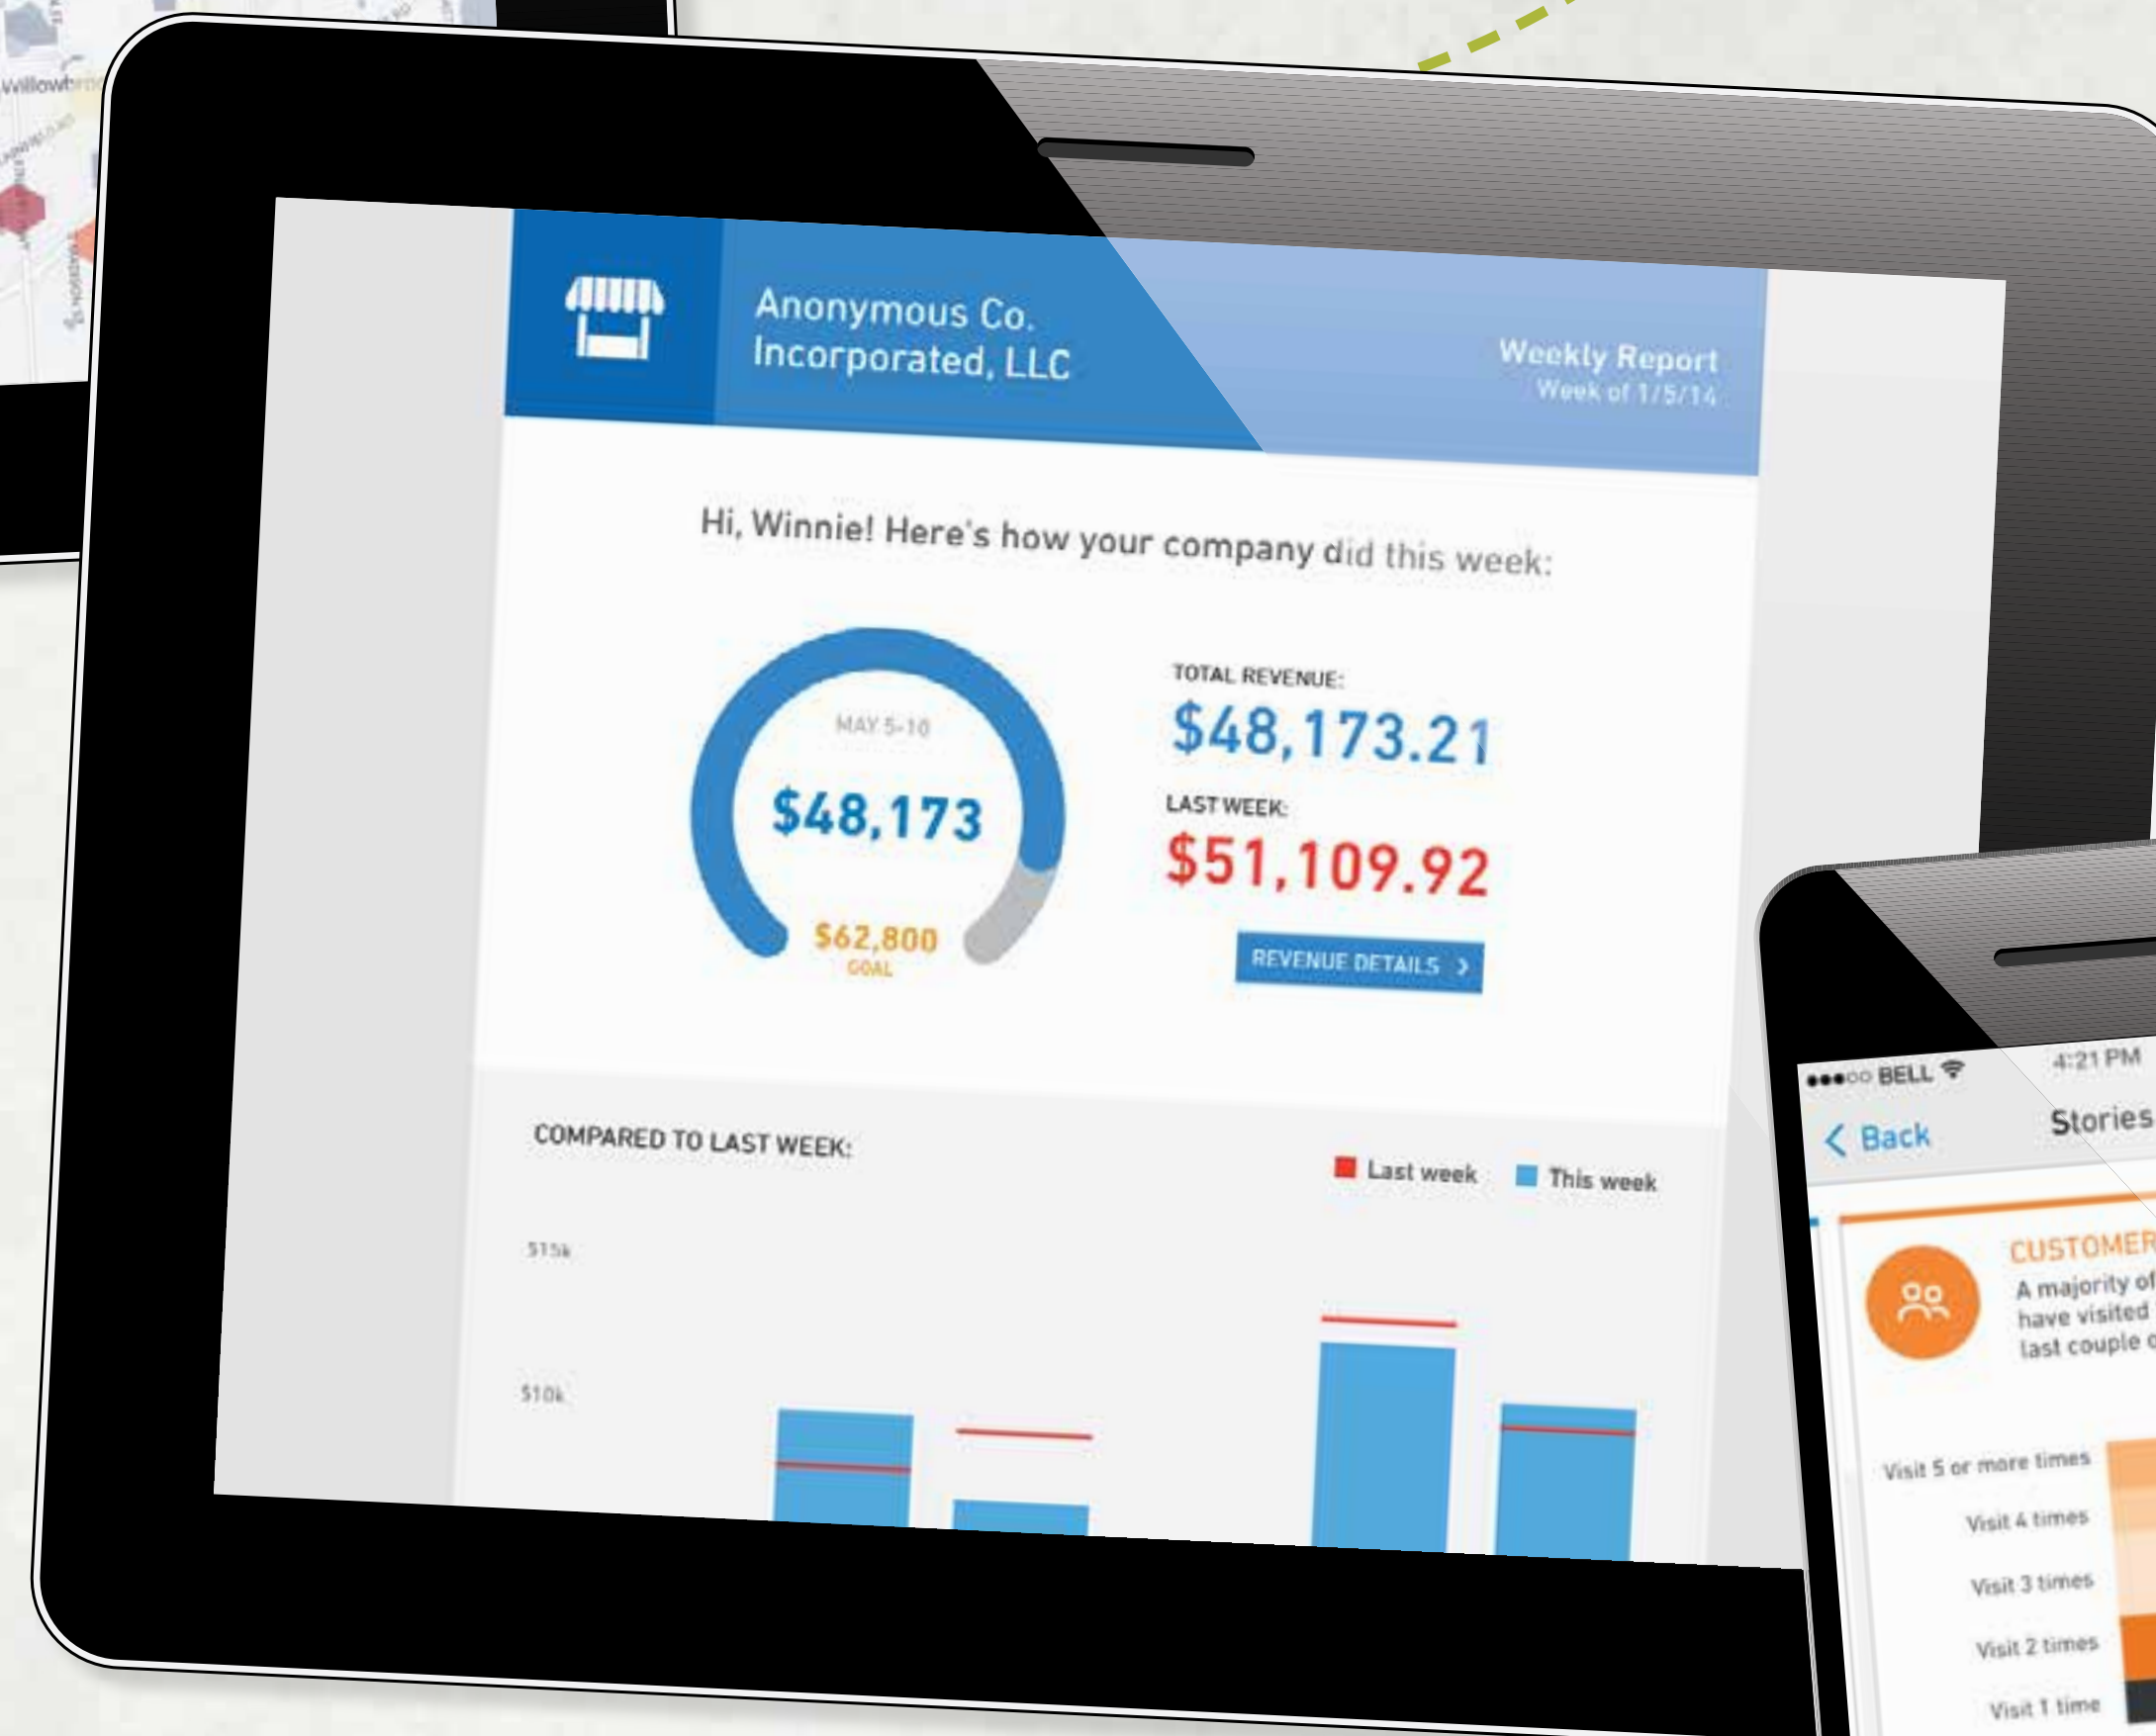 Anonymous Co.
Incorporated, LLC
Weekly Report
Week of 1/5/14
Hi, Winnie! Here's how your company did this week:
MAY 5-10
$48,173
$62,800
GOAL
TOTAL REVENUE:
$48,173.21
LAST WEEK:
$51,109.92
REVENUE DETAILS
COMPARED TO LAST WEEK:
Last week
This week
$15k
$10k
BELL
4:21 PM
Back
Stories
CUSTOMER
A majority of
have visited
last couple
Visit 5 or more times
Visit 4 times
Visit 3 times
Visit 2 times
Visit 1 time
MADISON ST